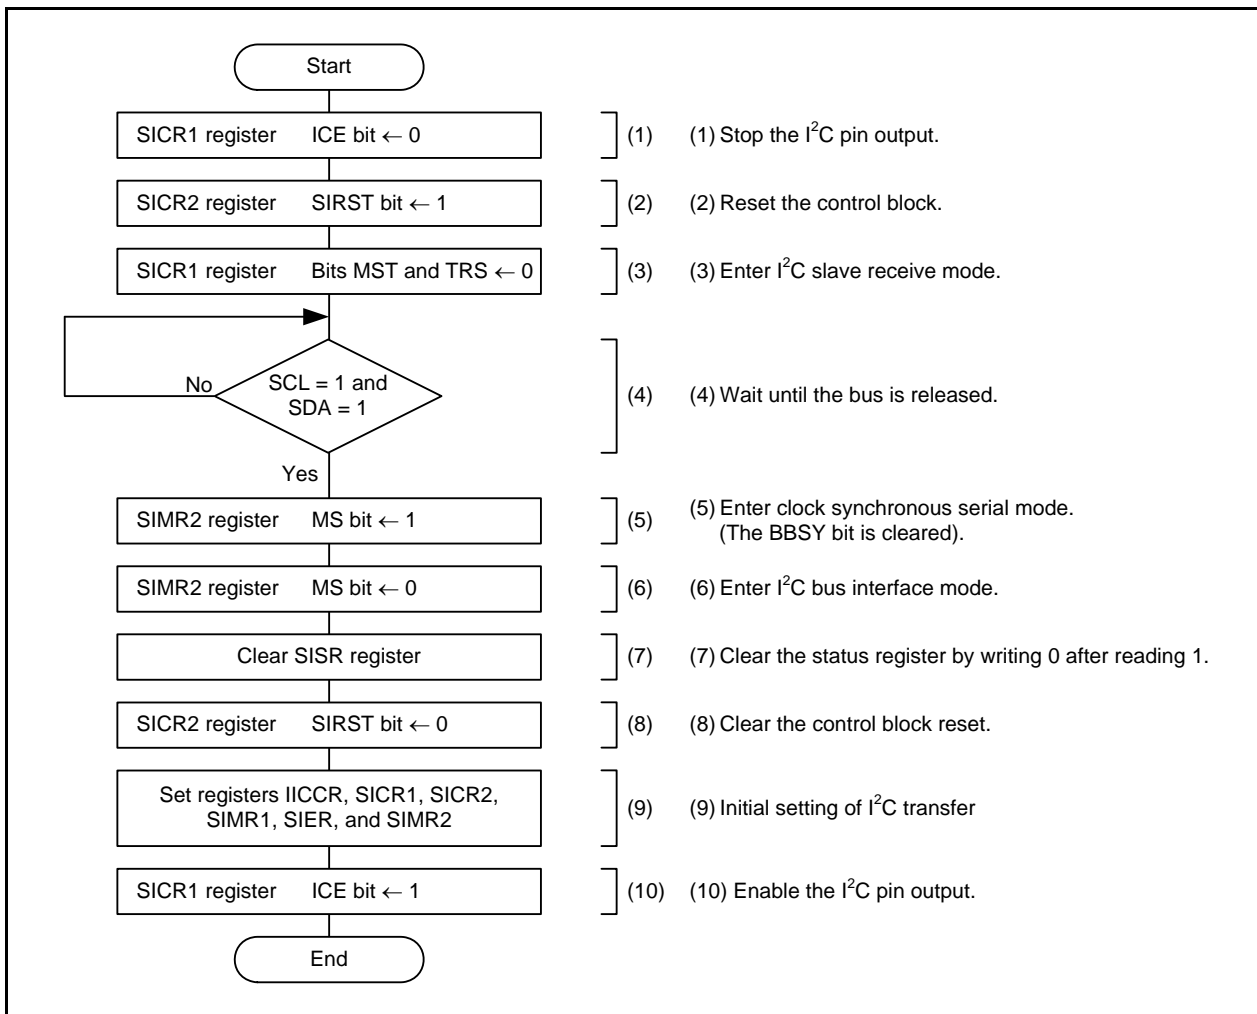 Start
SICR1 register ICE bit ← 0 (1) (1) Stop the I²C pin output.
SICR2 register SIRST bit ← 1 (2) (2) Reset the control block.
SICR1 register Bits MST and TRS ← 0 (3) (3) Enter I²C slave receive mode.
No
SCL = 1 and
SDA = 1
(4) (4) Wait until the bus is released.
Yes
SIMR2 register MS bit ← 1 (5) (5) Enter clock synchronous serial mode.
(The BBSY bit is cleared).
SIMR2 register MS bit ← 0 (6) (6) Enter I²C bus interface mode.
Clear SISR register (7) (7) Clear the status register by writing 0 after reading 1.
SICR2 register SIRST bit ← 0 (8) (8) Clear the control block reset.
Set registers IICCR, SICR1, SICR2,
SIMR1, SIER, and SIMR2
(9) (9) Initial setting of I²C transfer
SICR1 register ICE bit ← 1 (10) (10) Enable the I²C pin output.
End